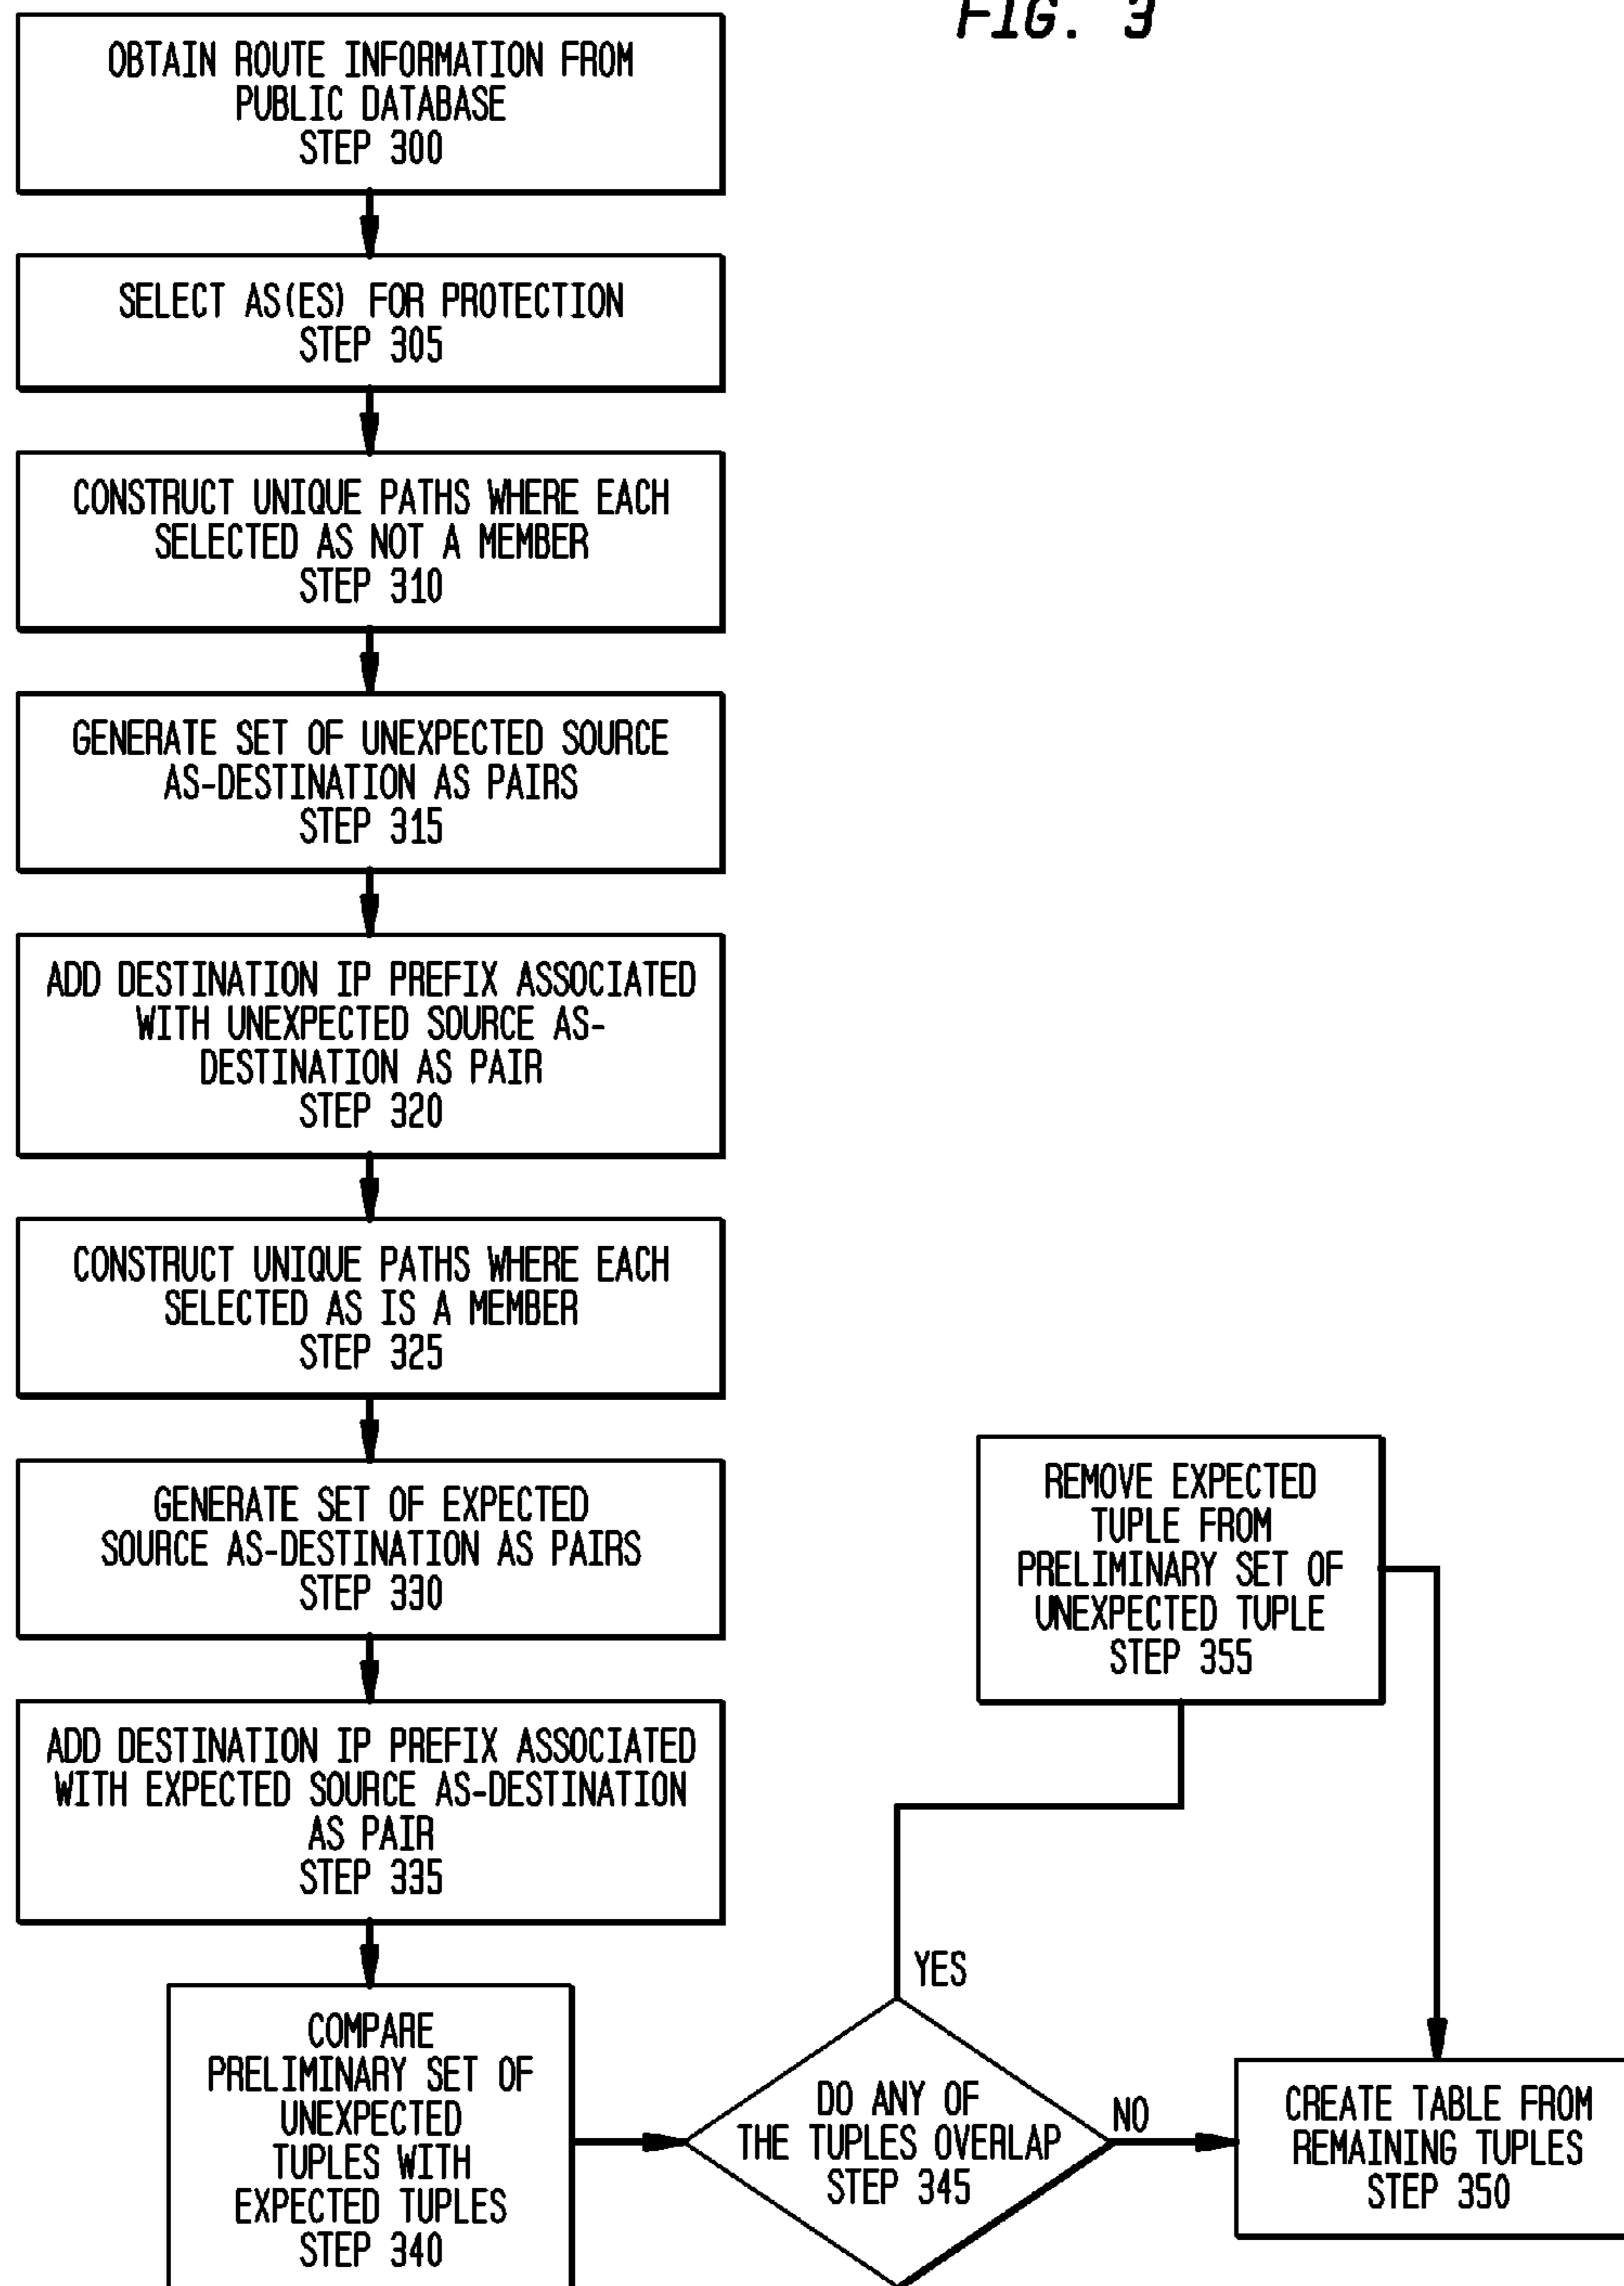 FIG. 3
OBTAIN ROUTE INFORMATION FROM
PUBLIC DATABASE
STEP 300
SELECT AS(ES) FOR PROTECTION
STEP 305
CONSTRUCT UNIQUE PATHS WHERE EACH
SELECTED AS NOT A MEMBER
STEP 310
GENERATE SET OF UNEXPECTED SOURCE
AS-DESTINATION AS PAIRS
STEP 315
ADD DESTINATION IP PREFIX ASSOCIATED
WITH UNEXPECTED SOURCE AS-
DESTINATION AS PAIR
STEP 320
CONSTRUCT UNIQUE PATHS WHERE EACH
SELECTED AS IS A MEMBER
STEP 325
GENERATE SET OF EXPECTED
SOURCE AS-DESTINATION AS PAIRS
STEP 330
ADD DESTINATION IP PREFIX ASSOCIATED
WITH EXPECTED SOURCE AS-DESTINATION
AS PAIR
STEP 335
COMPARE
PRELIMINARY SET OF
UNEXPECTED
TUPLES WITH
EXPECTED TUPLES
STEP 340
DO ANY OF
THE TUPLES OVERLAP
STEP 345
YES
REMOVE EXPECTED
TUPLE FROM
PRELIMINARY SET OF
UNEXPECTED TUPLE
STEP 355
NO
CREATE TABLE FROM
REMAINING TUPLES
STEP 350